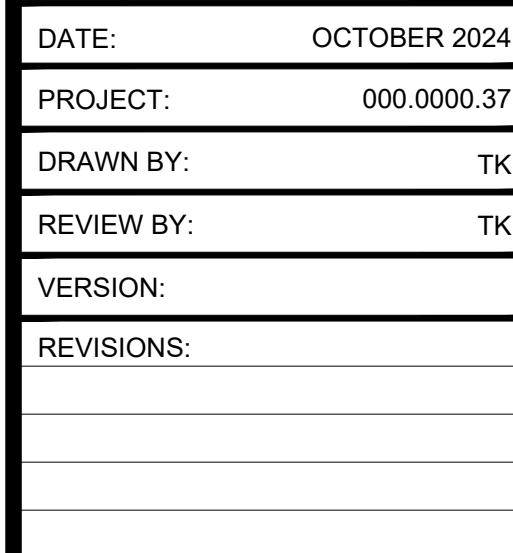 DATE: OCTOBER 2024
PROJECT: 000.0000.37
DRAWN BY: TK
REVIEW BY: TK
VERSION:
REVISIONS: